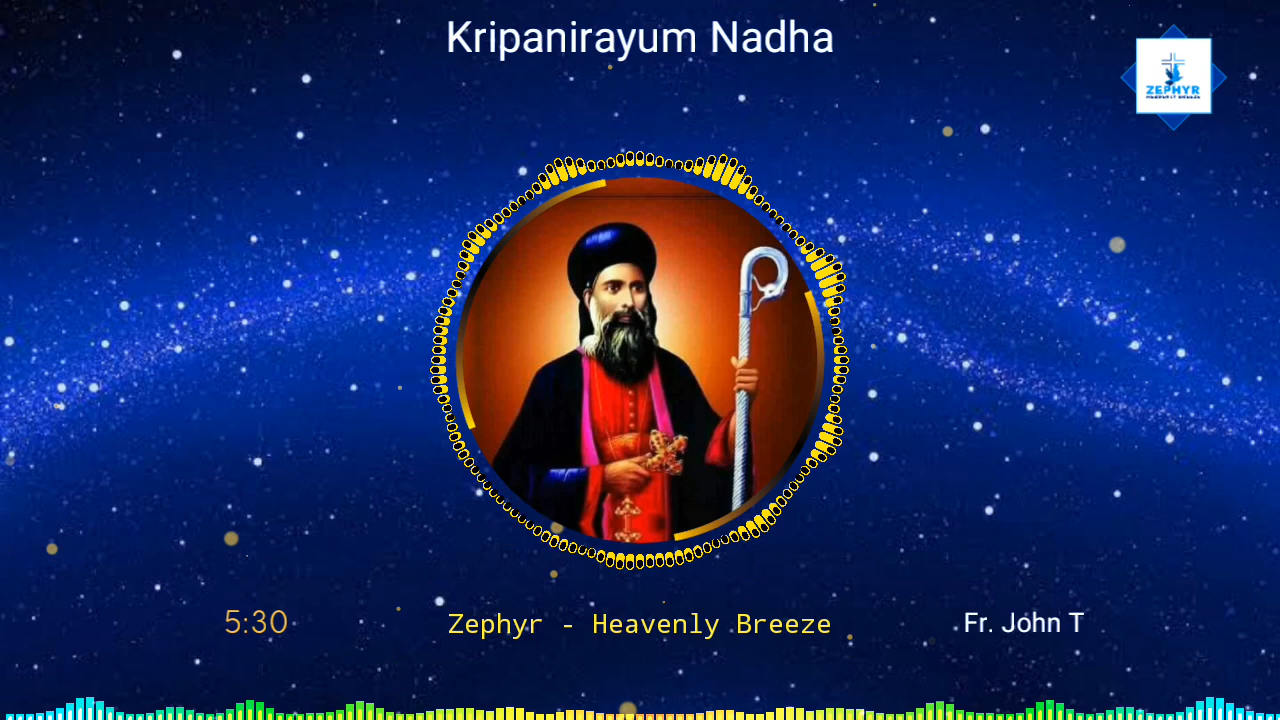 Kripanirayum Nadha
ZEPHYR
5:30
Zephyr - Heavenly Breeze
Fr. John T